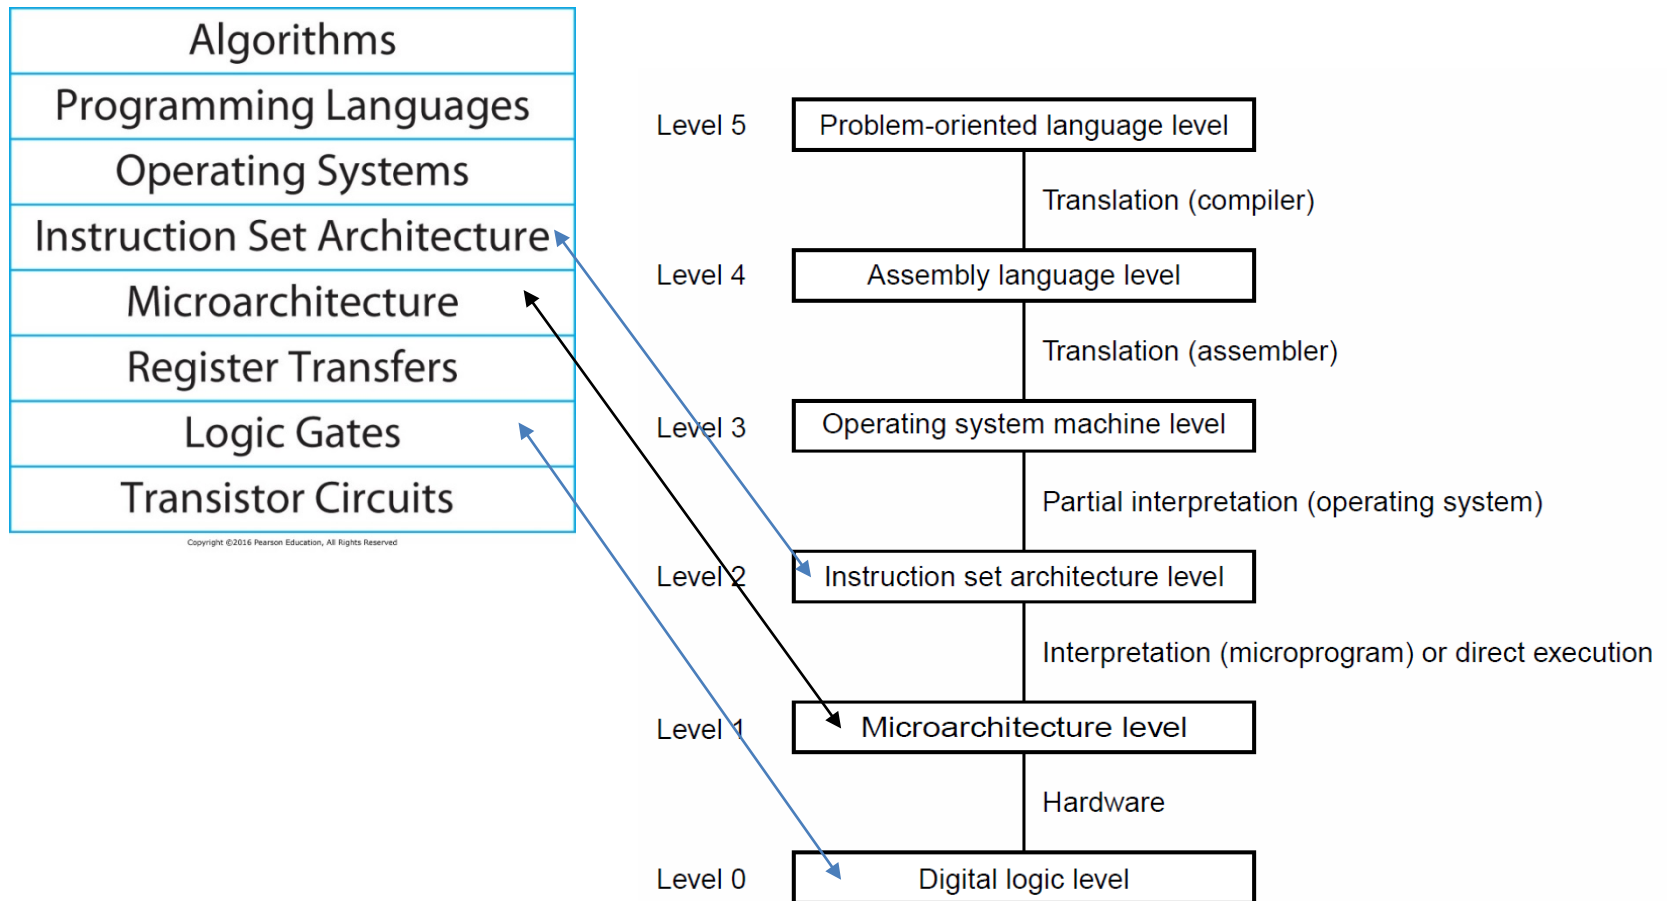 Algorithms
Programming Languages
Operating Systems
Instruction Set Architecture
Microarchitecture
Register Transfers
Logic Gates
Transistor Circuits
Copyright ©2016 Pearson Education, All Rights Reserved
Level 5
Problem-oriented language level
Translation (compiler)
Level 4
Assembly language level
Translation (assembler)
Level 3
Operating system machine level
Partial interpretation (operating system)
Level 2
Instruction set architecture level
Interpretation (microprogram) or direct execution
Level 1
Microarchitecture level
Hardware
Level 0
Digital logic level